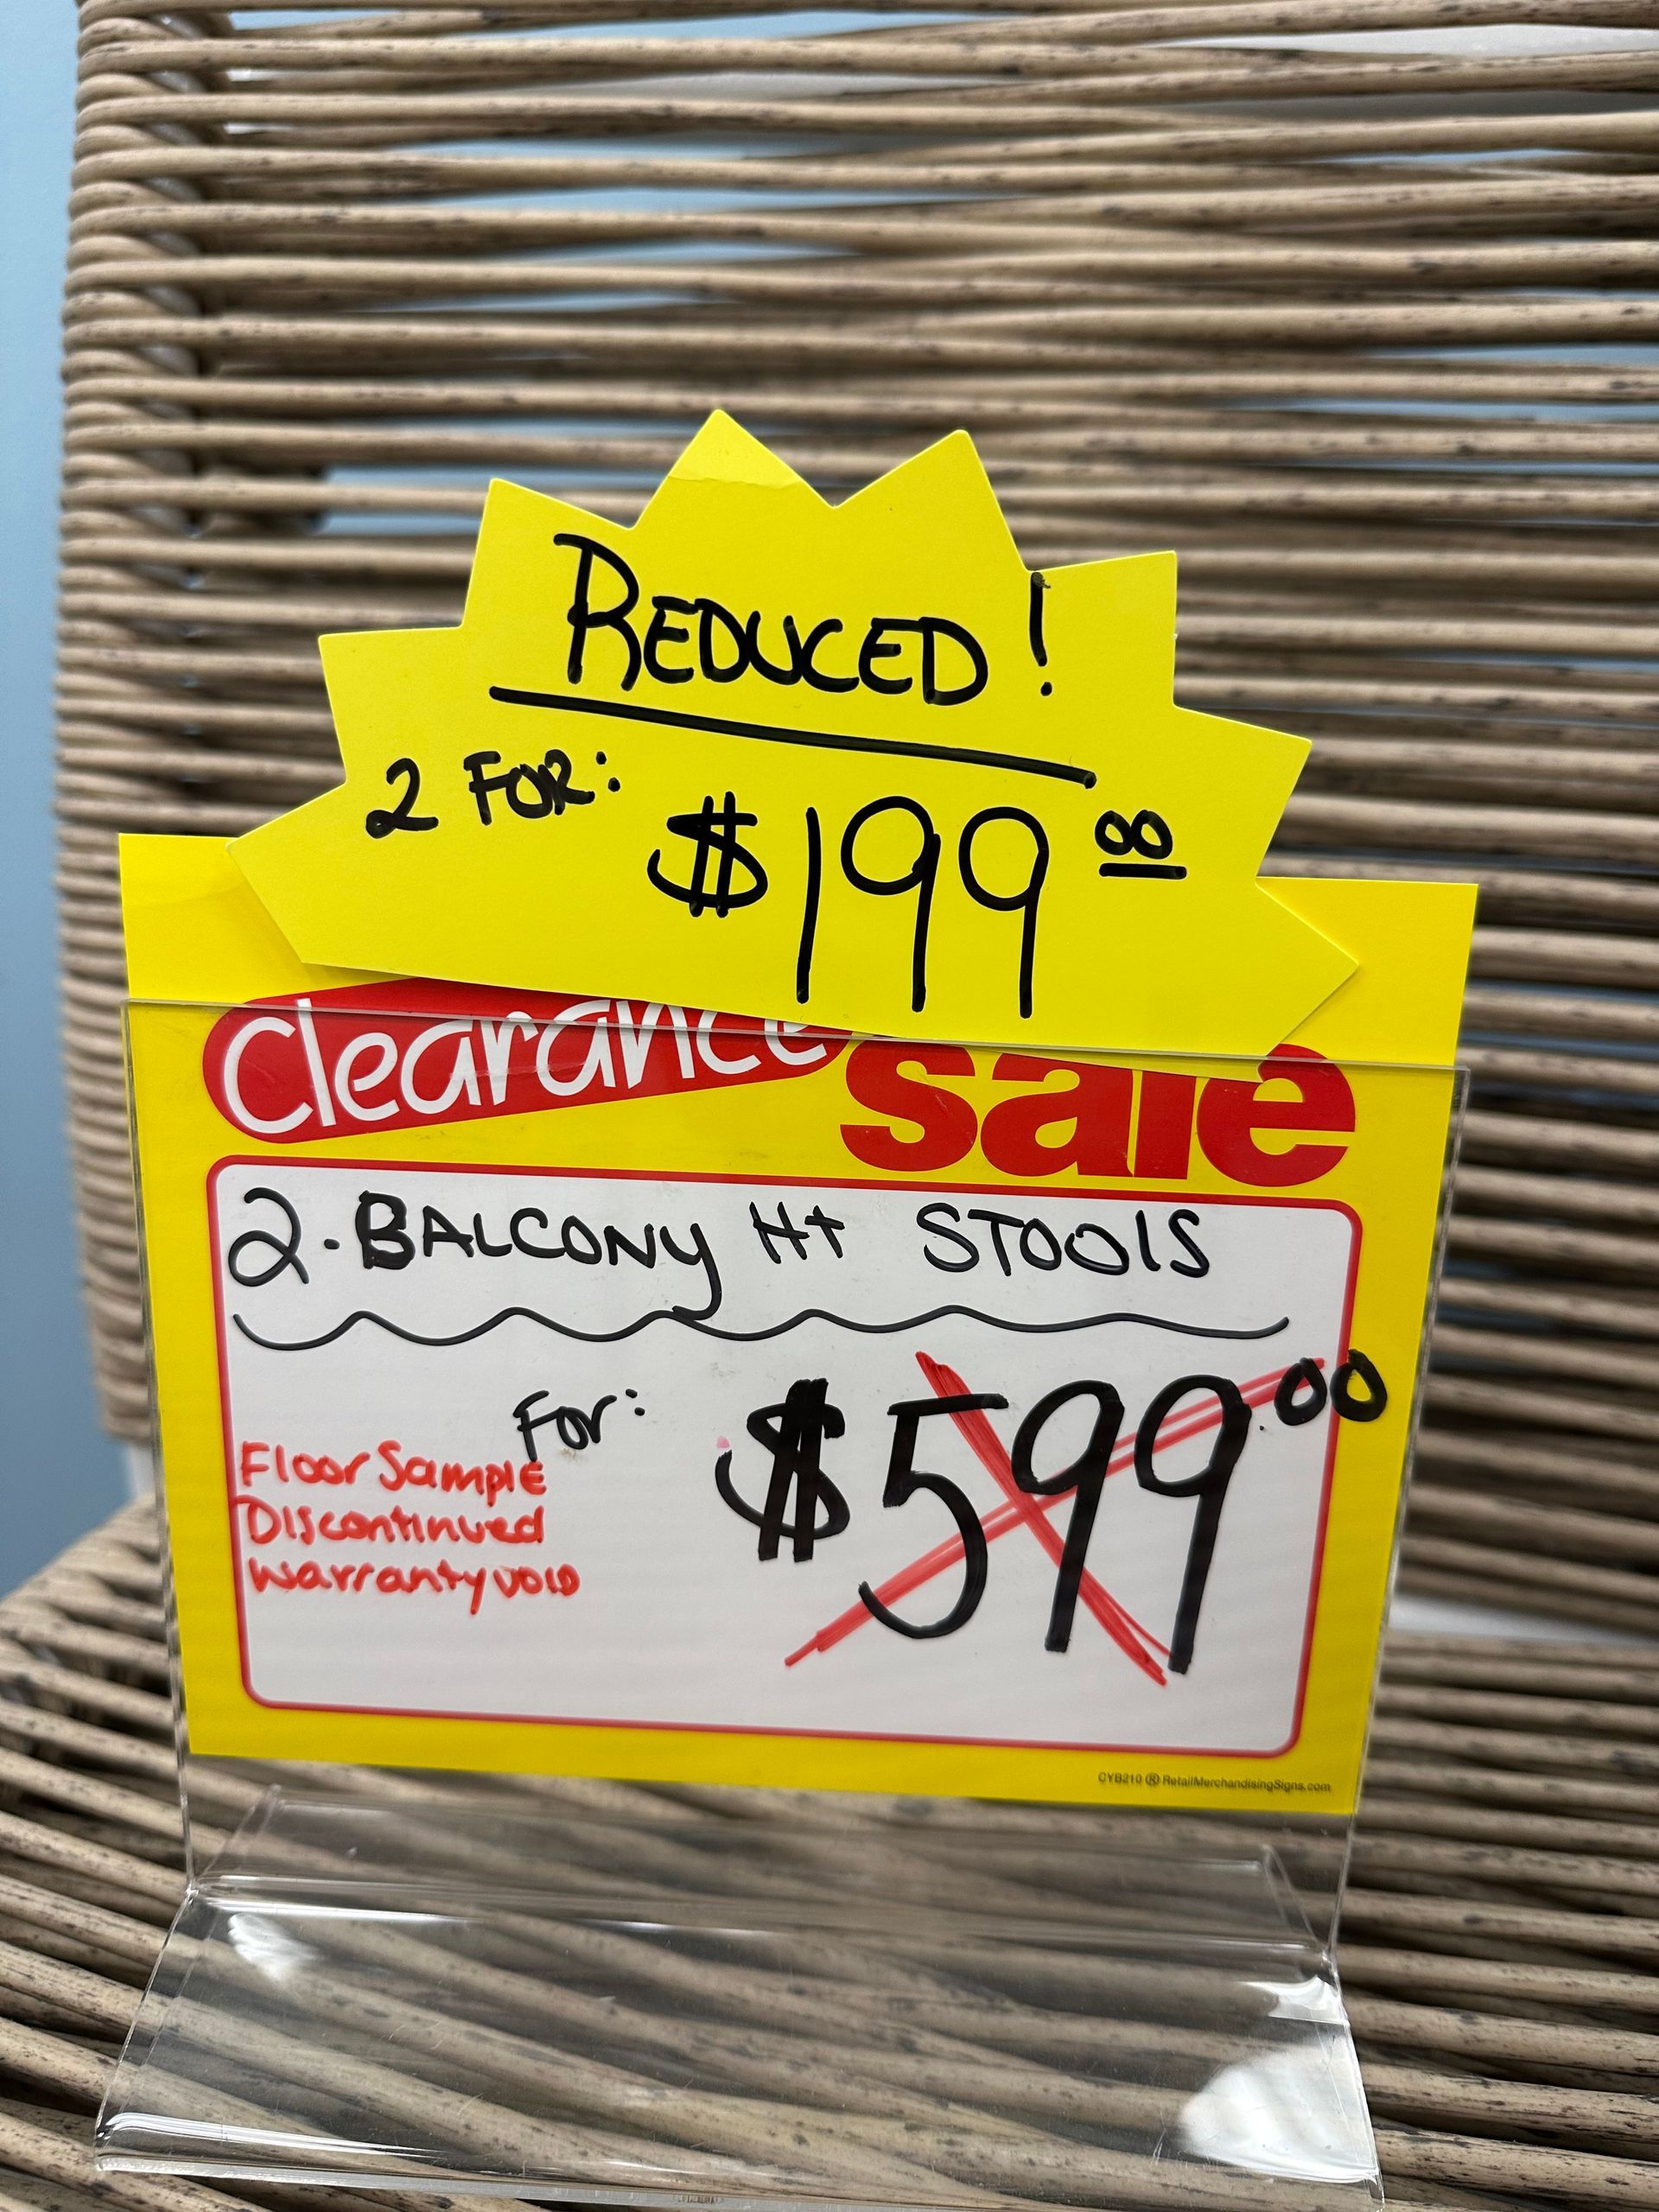 REDUCED!
2 FOR: $199 00
Clearance sale
2. BALCONY Ht STOOlS
For: $599.00
Floor Sample
Discontinued
Warranty void
CYB210 ® RetailMerchandisingSigns.com